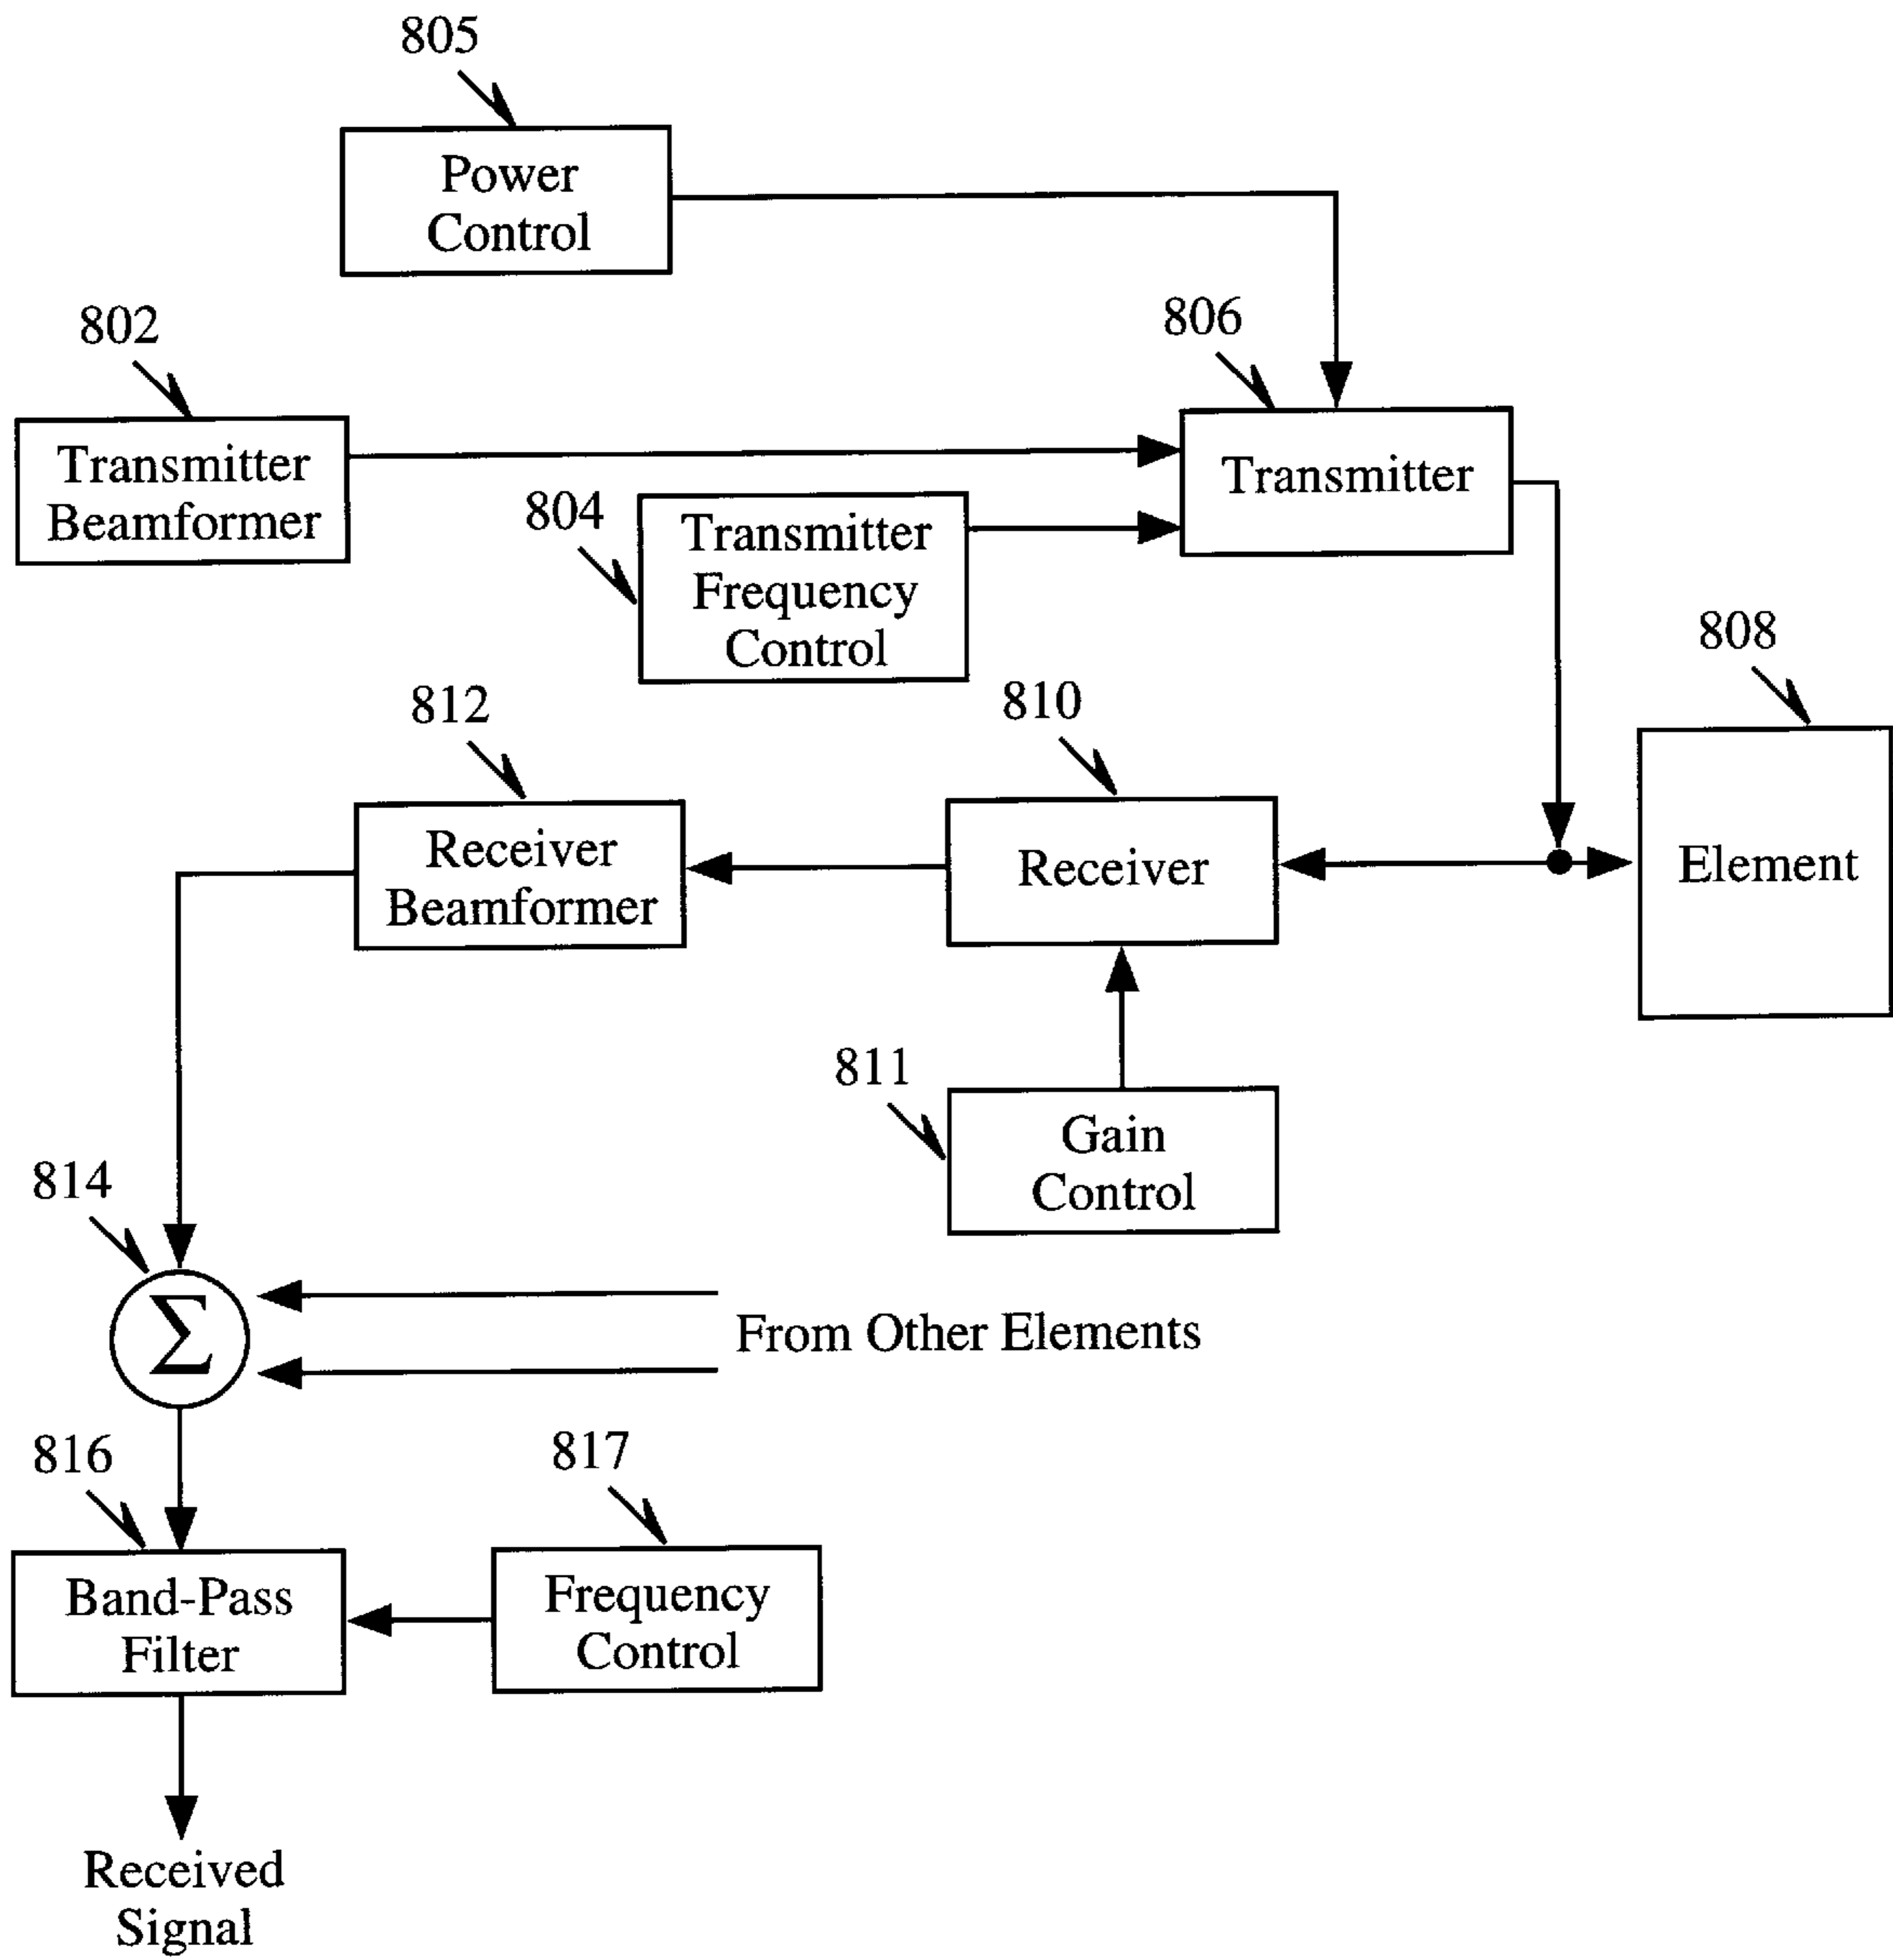 805
Power
Control
802
806
Transmitter
Beamformer
Transmitter
804
Transmitter
Frequency
Control
808
812
810
Receiver
Beamformer
Receiver
Element
811
Gain
Control
814
Σ
From Other Elements
816
817
Band-Pass
Filter
Frequency
Control
Received
Signal